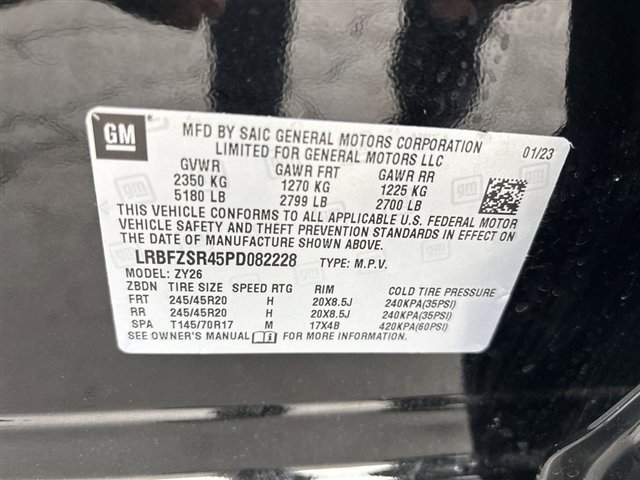 GM
MFD BY SAIC GENERAL MOTORS CORPORATION
LIMITED FOR GENERAL MOTORS LLC
01/23
GVWR GAWR FRT GAWR RR
2350 KG 1270 KG 1225 KG
5180 LB 2799 LB 2700 LB
THIS VEHICLE CONFORMS TO ALL APPLICABLE U.S. FEDERAL MOTOR
VEHICLE SAFETY AND THEFT PREVENTION STANDARDS IN EFFECT ON
THE DATE OF MANUFACTURE SHOWN ABOVE.
LRBFZSR45PD082228 TYPE: M.P.V.
MODEL: ZY26
ZBDN TIRE SIZE SPEED RTG RIM COLD TIRE PRESSURE
FRT 245/45R20 H 20X8.5J 240KPA(35PSI)
RR 245/45R20 H 20X8.5J 240KPA(35PSI)
SPA T145/70R17 M 17X4B 420KPA(60PSI)
SEE OWNER'S MANUAL FOR MORE INFORMATION.